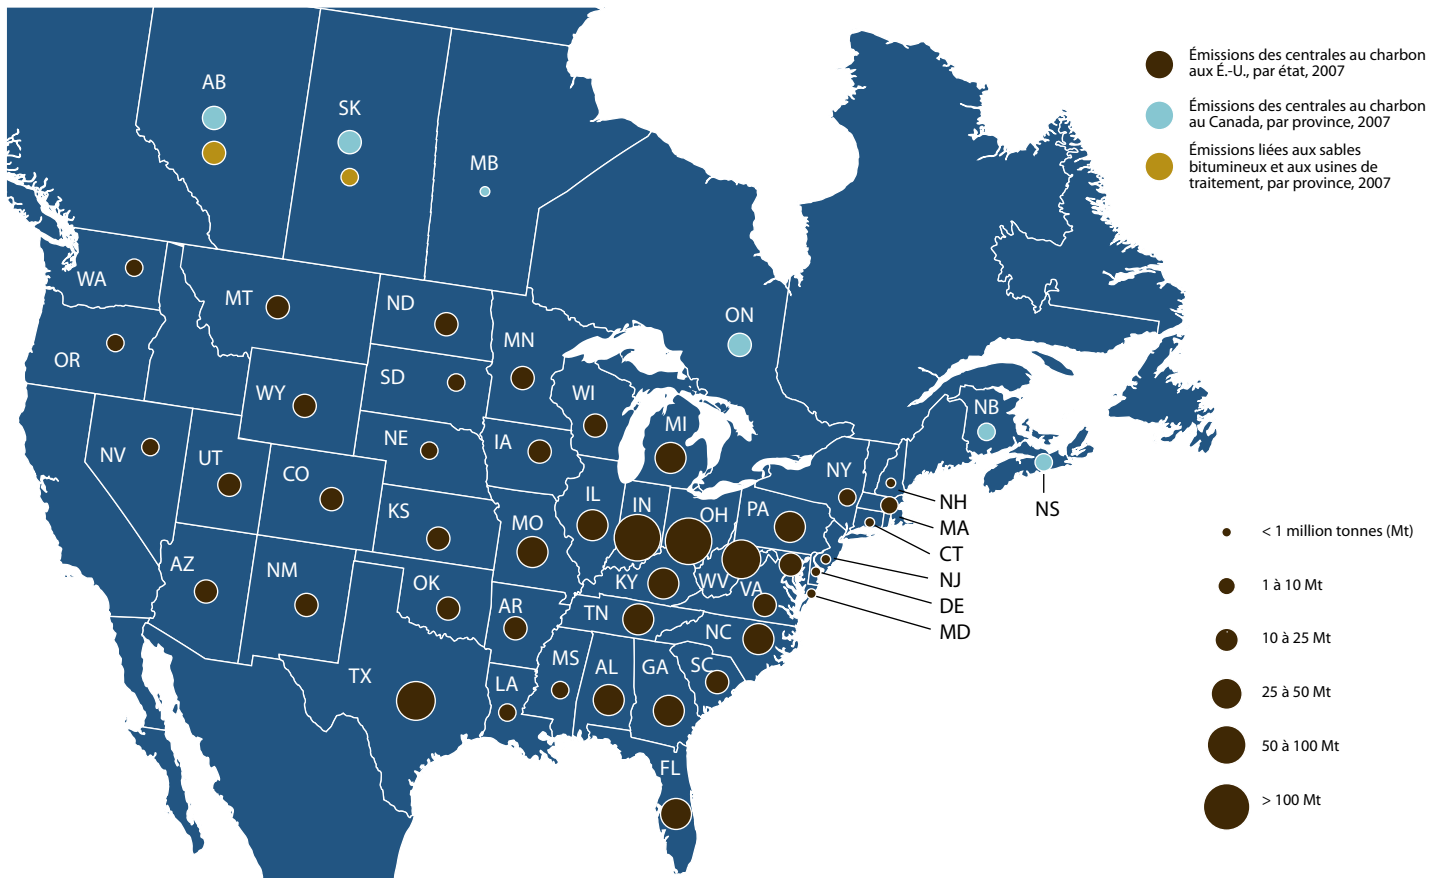 Émissions des centrales au charbon
aux É.-U., par état, 2007
Émissions des centrales au charbon
au Canada, par province, 2007
Émissions liées aux sables
bitumineux et aux usines de
traitement, par province, 2007
AB
SK
MB
WA
MT
ND
ON
MN
OR
SD
WY
WI
NB
MI
NE
IA
NV
UT
CO
NY
KS
IL
IN
OH
PA
NH
NS
MO
MA
CT
AZ
NM
OK
KY
WV
VA
NJ
DE
AR
TN
NC
MD
TX
MS
AL
GA
SC
LA
FL
< 1 million tonnes (Mt)
1 à 10 Mt
10 à 25 Mt
25 à 50 Mt
50 à 100 Mt
> 100 Mt